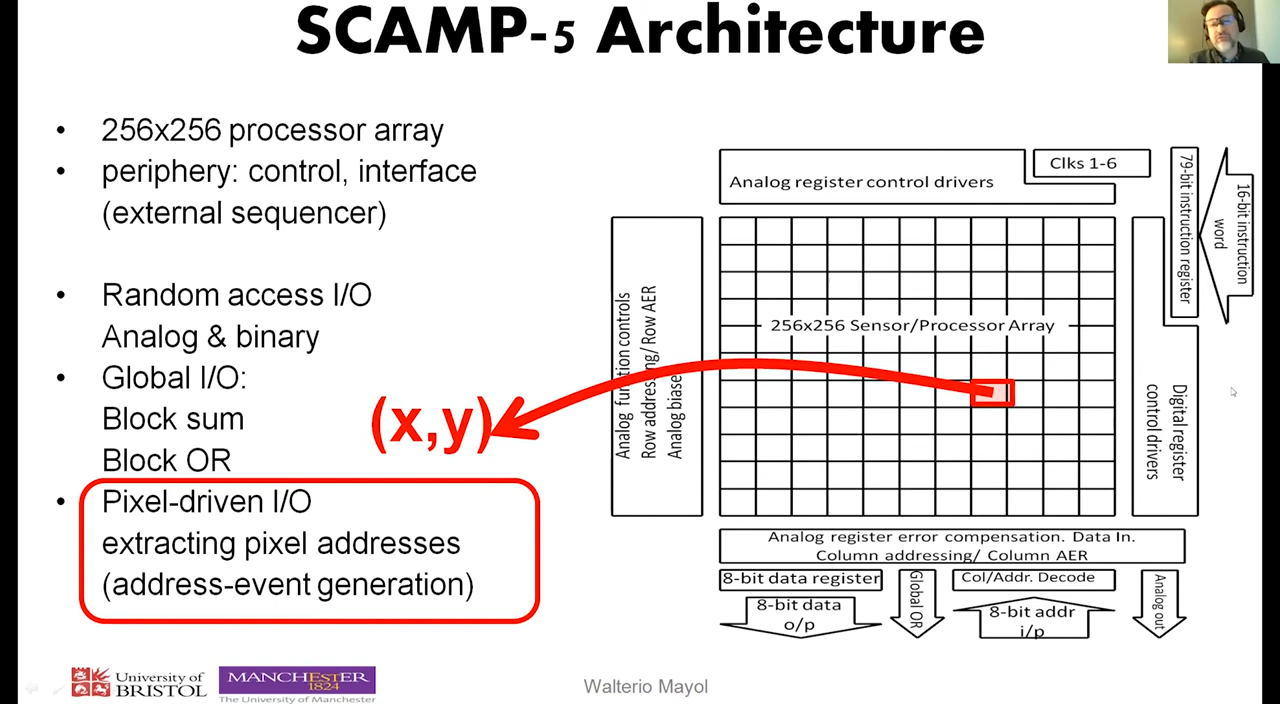 SCAMP-5 Architecture
• 256x256 processor array
• periphery: control, interface
(external sequencer)
• Random access I/O
Analog & binary
• Global I/O:
Block sum
Block OR
• Pixel-driven I/O
extracting pixel addresses
(address-event generation)
(x,y)
Analog register control drivers
Clks 1-6
79-bit instruction register
16-bit instruction
word
Analog function controls
Row addressing/ Row AER
Analog biase
256x256 Sensor/Processor Array
Digital register
control drivers
Analog register error compensation. Data In.
Column addressing/ Column AER
8-bit data register
Global OR
Col/Addr. Decode
Analog out
8-bit data
o/p
8-bit addr
i/p
University of
BRISTOL
MANCHESTER
1824
The University of Manchester
Walterio Mayol